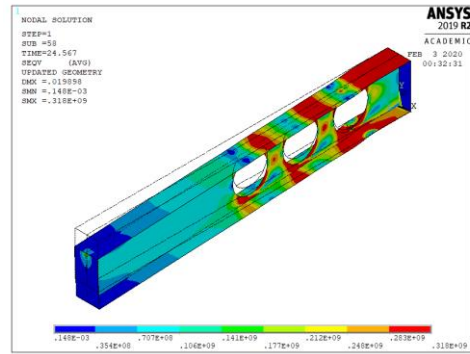 1
NODAL SOLUTION
STEP=1
SUB =58
TIME=24.567
SEQV (AVG)
UPDATED GEOMETRY
DMX =.019898
SMN =.148E-03
SMX =.318E+09
ANSYS
2019 R2
ACADEMIC
FEB 3 2020
00:32:31
Y
X
.148E-03 .707E+08 .141E+09 .212E+09 .283E+09
.354E+08 .106E+09 .177E+09 .248E+09 .318E+09